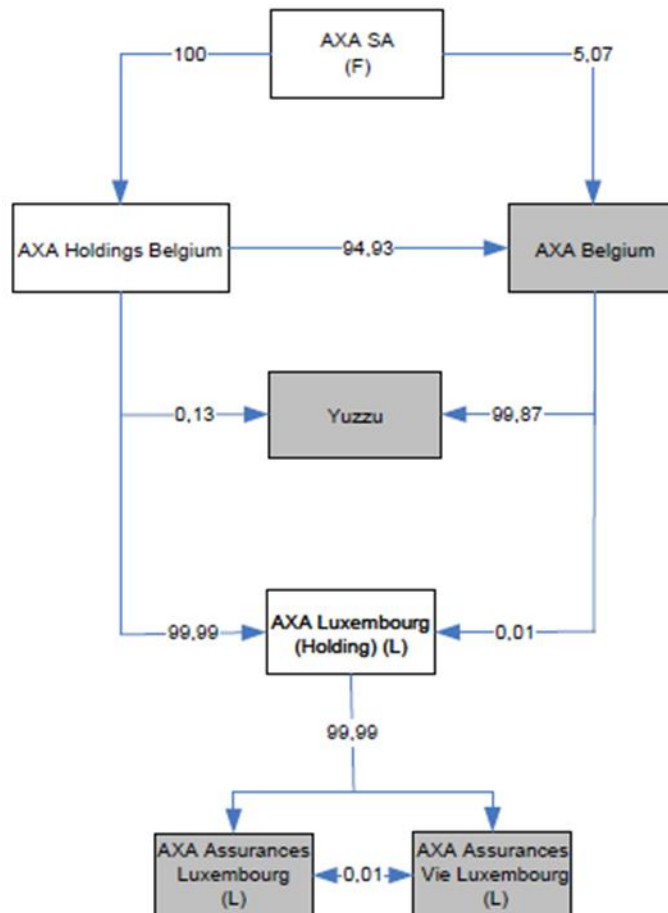 AXA SA
(F)
100
5,07
AXA Holdings Belgium
94,93
AXA Belgium
0,13
Yuzzu
99,87
AXA Luxembourg
(Holding) (L)
99,99
0,01
99,99
AXA Assurances
Luxembourg
(L)
0,01
AXA Assurances
Vie Luxembourg
(L)